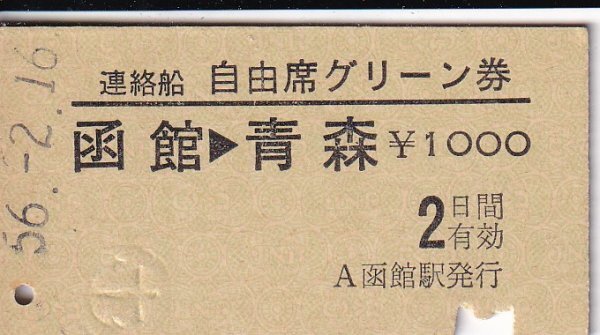 連絡船 自由席グリーン券
函館▶青森 ¥1000
2日間有効
A函館駅発行
56.-2.16